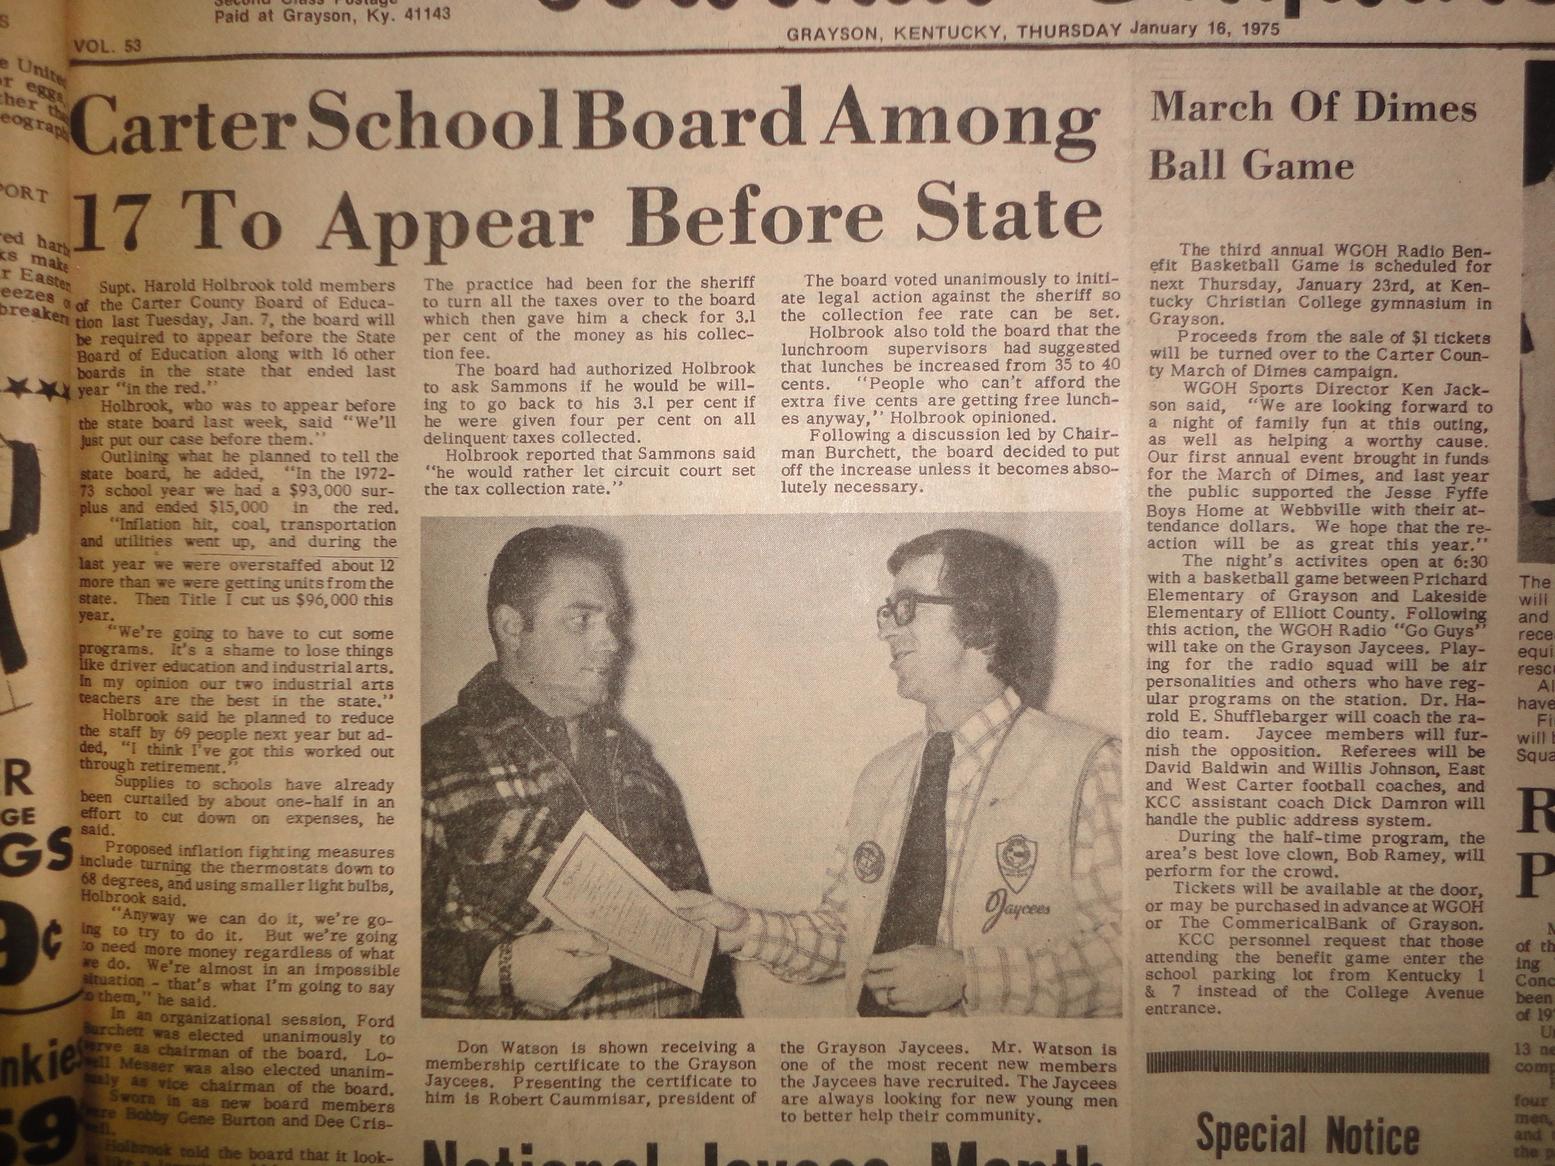 Paid at Grayson, Ky. 41143
VOL. 53
GRAYSON, KENTUCKY, THURSDAY January 16, 1975
Carter School Board Among
17 To Appear Before State
Supt. Harold Holbrook told members
of the Carter County Board of Educa-
tion last Tuesday, Jan. 7, the board will
be required to appear before the State
Board of Education along with 16 other
boards in the state that ended last
year "in the red."
Holbrook, who was to appear before
the state board last week, said "We'll
just put our case before them."
Outlining what he planned to tell the
state board, he added, "In the 1972-
73 school year we had a $93,000 sur-
plus and ended $15,000 in the red.
"Inflation hit, coal, transportation
and utilities went up, and during the
last year we were overstaffed about 12
more than we were getting units from the
state. Then Title I cut us $96,000 this
year.
"We're going to have to cut some
programs. It's a shame to lose things
like driver education and industrial arts.
In my opinion our two industrial arts
teachers are the best in the state."
Holbrook said he planned to reduce
the staff by 69 people next year but ad-
ded, "I think I've got this worked out
through retirement."
Supplies to schools have already
been curtailed by about one-half in an
effort to cut down on expenses, he
said.
Proposed inflation fighting measures
include turning the thermostats down to
68 degrees, and using smaller light bulbs,
Holbrook said.
"Anyway we can do it, we're go-
ing to try to do it. But we're going
to need more money regardless of what
we do. We're almost in an impossible
situation - that's what I'm going to say
to them," he said.
In an organizational session, Ford
Burchett was elected unanimously to
serve as chairman of the board. Lo-
well Messer was also elected unanim-
ously as vice chairman of the board.
Sworn in as new board members
were Bobby Gene Burton and Dee Cris-
well.
Holbrook told the board that it look-
The practice had been for the sheriff
to turn all the taxes over to the board
which then gave him a check for 3.1
per cent of the money as his collec-
tion fee.
The board had authorized Holbrook
to ask Sammons if he would be will-
ing to go back to his 3.1 per cent if
he were given four per cent on all
delinquent taxes collected.
Holbrook reported that Sammons said
"he would rather let circuit court set
the tax collection rate."
The board voted unanimously to initi-
ate legal action against the sheriff so
the collection fee rate can be set.
Holbrook also told the board that the
lunchroom supervisors had suggested
that lunches be increased from 35 to 40
cents. "People who can't afford the
extra five cents are getting free lunch-
es anyway," Holbrook opinioned.
Following a discussion led by Chair-
man Burchett, the board decided to put
off the increase unless it becomes abso-
lutely necessary.
Jaycees
Don Watson is shown receiving a
membership certificate to the Grayson
Jaycees. Presenting the certificate to
him is Robert Caummisar, president of
the Grayson Jaycees. Mr. Watson is
one of the most recent new members
the Jaycees have recruited. The Jaycees
are always looking for new young men
to better help their community.
National Jaycee Month
March Of Dimes
Ball Game
The third annual WGOH Radio Ben-
efit Basketball Game is scheduled for
next Thursday, January 23rd, at Ken-
tucky Christian College gymnasium in
Grayson.
Proceeds from the sale of $1 tickets
will be turned over to the Carter Coun-
ty March of Dimes campaign.
WGOH Sports Director Ken Jack-
son said, "We are looking forward to
a night of family fun at this outing,
as well as helping a worthy cause.
Our first annual event brought in funds
for the March of Dimes, and last year
the public supported the Jesse Fyffe
Boys Home at Webbville with their at-
tendance dollars. We hope that the re-
action will be as great this year."
The night's activites open at 6:30
with a basketball game between Prichard
Elementary of Grayson and Lakeside
Elementary of Elliott County. Following
this action, the WGOH Radio "Go Guys"
will take on the Grayson Jaycees. Play-
ing for the radio squad will be air
personalities and others who have reg-
ular programs on the station. Dr. Ha-
rold E. Shufflebarger will coach the ra-
dio team. Jaycee members will fur-
nish the opposition. Referees will be
David Baldwin and Willis Johnson, East
and West Carter football coaches, and
KCC assistant coach Dick Damron will
handle the public address system.
During the half-time program, the
area's best love clown, Bob Ramey, will
perform for the crowd.
Tickets will be available at the door,
or may be purchased in advance at WGOH
or The CommericalBank of Grayson.
KCC personnel request that those
attending the benefit game enter the
school parking lot from Kentucky 1
& 7 instead of the College Avenue
entrance.
Special Notice